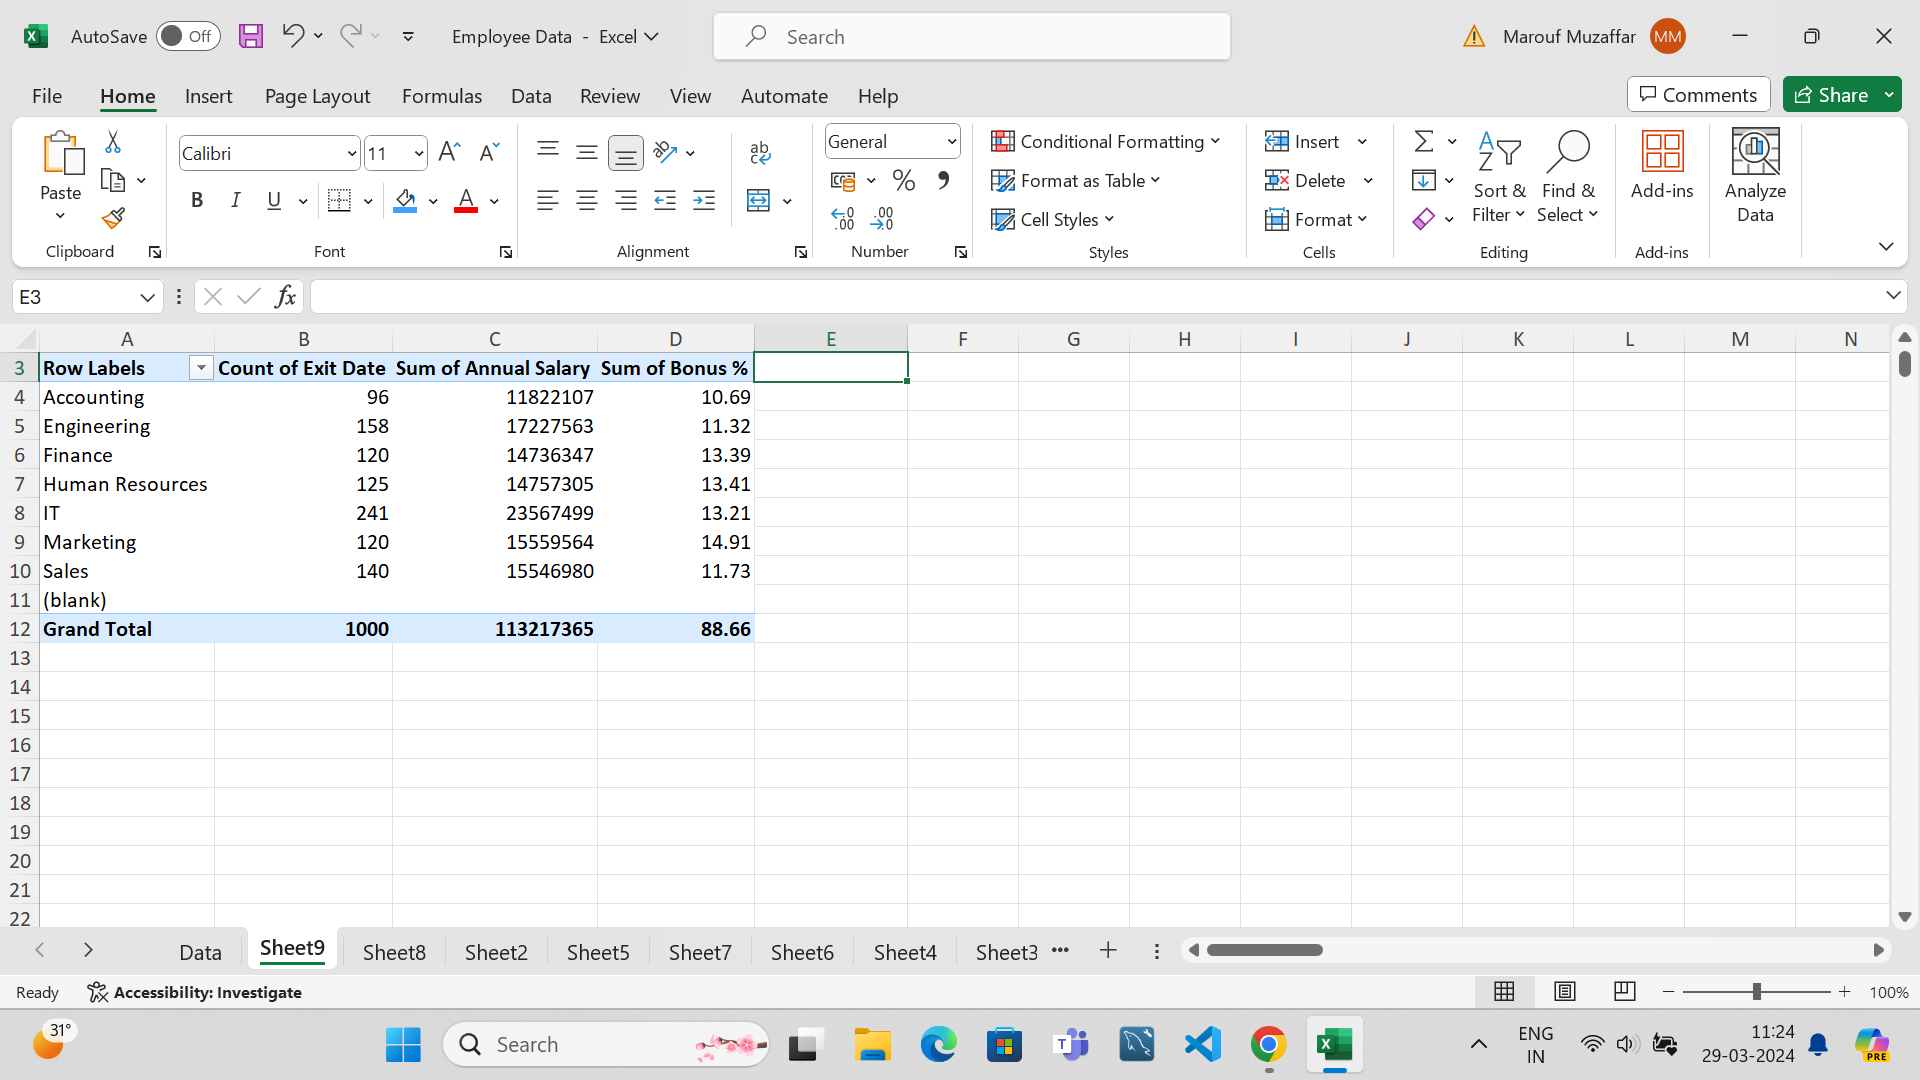 AutoSave Off Employee Data - Excel Search Marouf Muzaffar MM
File Home Insert Page Layout Formulas Data Review View Automate Help Comments Share
Paste
Calibri 11
B I U A
ab
General
% ,
Conditional Formatting
Format as Table
Cell Styles
Insert
Delete
Format
Sort &
Filter
Find &
Select
Add-ins
Analyze
Data
Clipboard Font Alignment Number Styles Cells Editing Add-ins
E3 fx
A B C D E F G H I J K L M N
3 Row Labels Count of Exit Date Sum of Annual Salary Sum of Bonus %
4 Accounting 96 11822107 10.69
5 Engineering 158 17227563 11.32
6 Finance 120 14736347 13.39
7 Human Resources 125 14757305 13.41
8 IT 241 23567499 13.21
9 Marketing 120 15559564 14.91
10 Sales 140 15546980 11.73
11 (blank)
12 Grand Total 1000 113217365 88.66
13
14
15
16
17
18
19
20
21
22
Data Sheet9 Sheet8 Sheet2 Sheet5 Sheet7 Sheet6 Sheet4 Sheet3 ...
Ready Accessibility: Investigate 100%
31° Search ENG
IN
11:24
29-03-2024
PRE